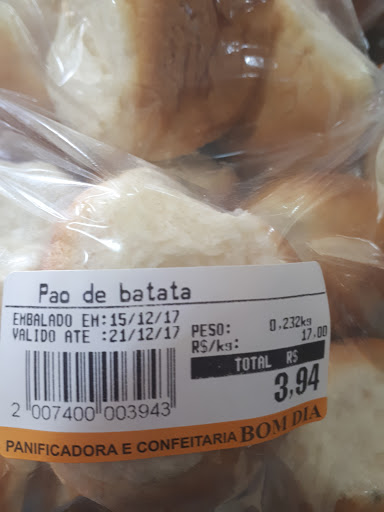 Pao de batata
EMBALADO EM:15/12/17
VALIDO ATE :21/12/17
PESO: 0.232kg
R$/kg: 17.00
TOTAL R$
3,94
2 007400 003943
PANIFICADORA E CONFEITARIA BOM DIA